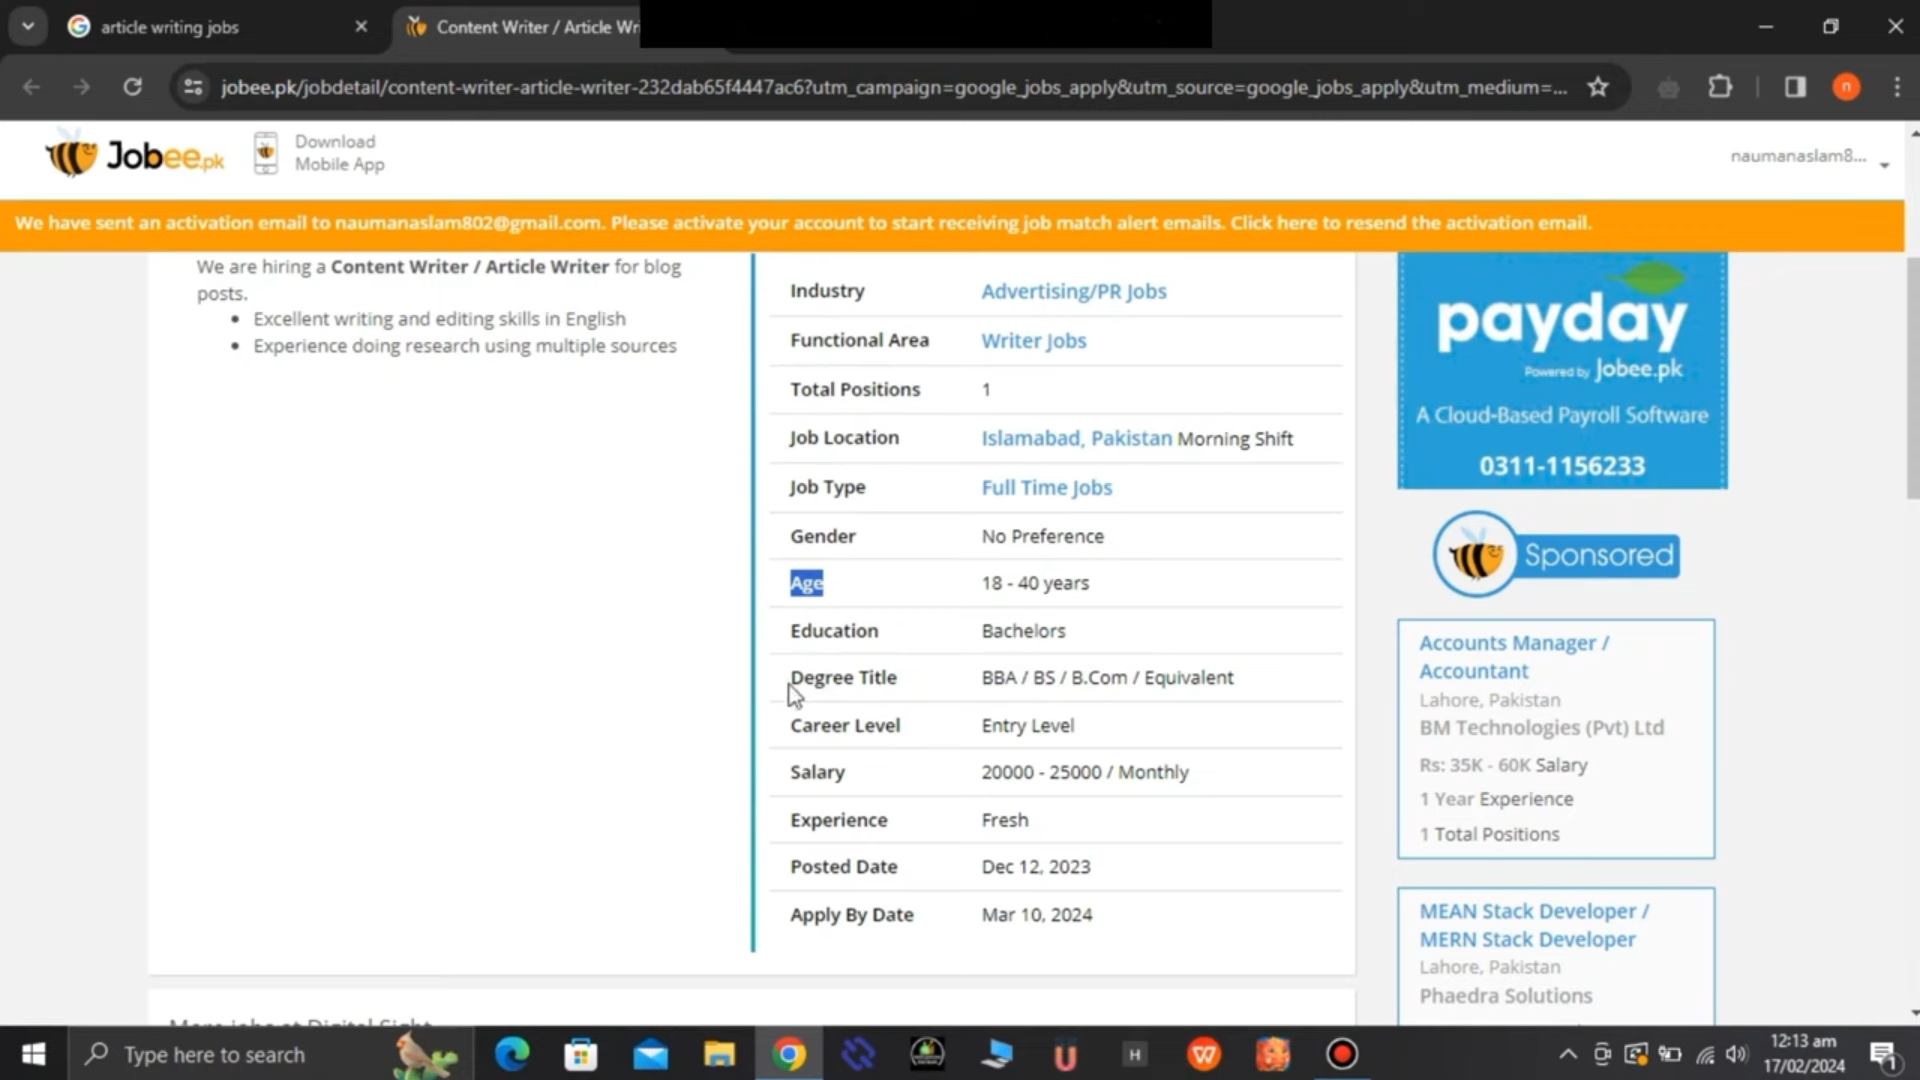 article writing jobs
Content Writer / Article Wr
jobee.pk/jobdetail/content-writer-article-writer-232dab65f4447ac6?utm_campaign=google_jobs_apply&utm_source=google_jobs_apply&utm_medium=...
n
Jobee.pk
Download
Mobile App
naumanaslam8...
We have sent an activation email to naumanaslam802@gmail.com. Please activate your account to start receiving job match alert emails. Click here to resend the activation email.
We are hiring a Content Writer / Article Writer for blog
posts.
• Excellent writing and editing skills in English
• Experience doing research using multiple sources
Industry Advertising/PR Jobs
Functional Area Writer Jobs
Total Positions 1
Job Location Islamabad, Pakistan Morning Shift
Job Type Full Time Jobs
Gender No Preference
Age 18 - 40 years
Education Bachelors
Degree Title BBA / BS / B.Com / Equivalent
Career Level Entry Level
Salary 20000 - 25000 / Monthly
Experience Fresh
Posted Date Dec 12, 2023
Apply By Date Mar 10, 2024
More jobs at Digital Sight
payday
Powered by Jobee.pk
A Cloud-Based Payroll Software
0311-1156233
Sponsored
Accounts Manager /
Accountant
Lahore, Pakistan
BM Technologies (Pvt) Ltd
Rs: 35K - 60K Salary
1 Year Experience
1 Total Positions
MEAN Stack Developer /
MERN Stack Developer
Lahore, Pakistan
Phaedra Solutions
Type here to search
H
W
12:13 am
17/02/2024
1